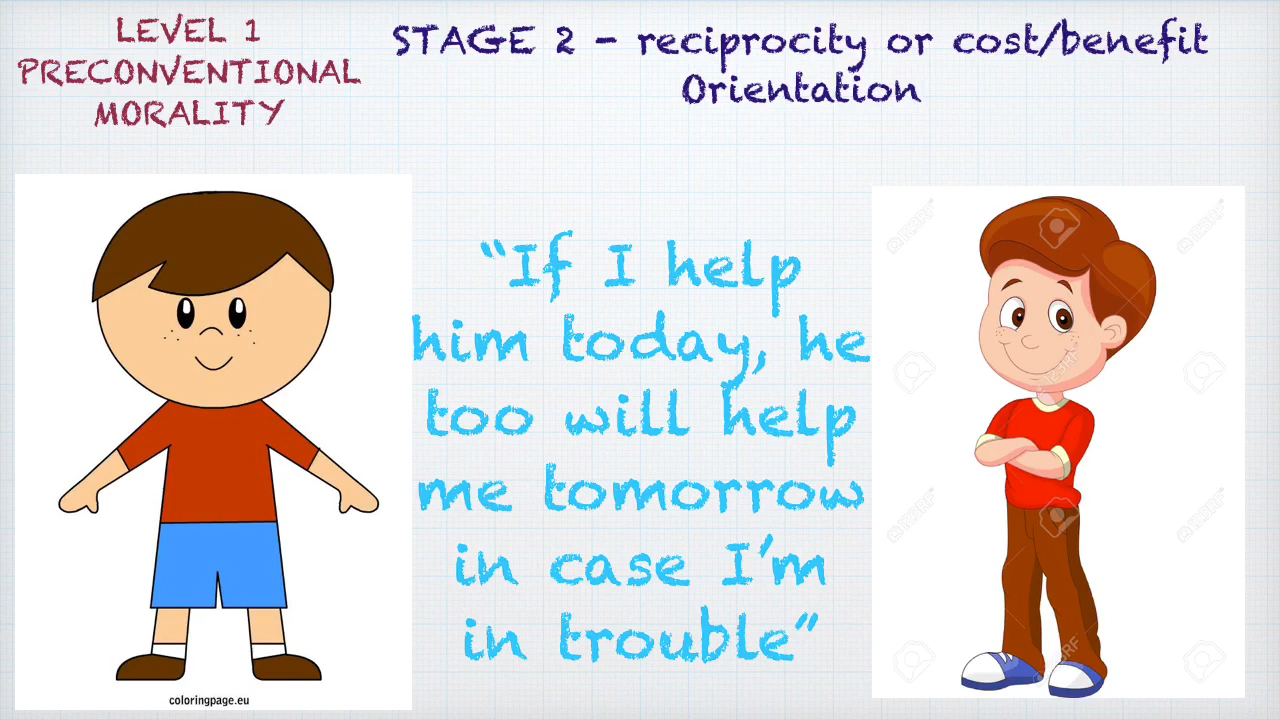 LEVEL 1
PRECONVENTIONAL
MORALITY
STAGE 2 - reciprocity or cost/benefit
Orientation
“If I help
him today, he
too will help
me tomorrow
in case I’m
in trouble”
coloringpage.eu